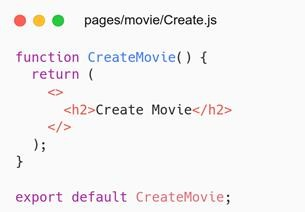 pages/movie/Create.js
function CreateMovie() {
  return (
    <>
      <h2>Create Movie</h2>
    </>
  );
}

export default CreateMovie;